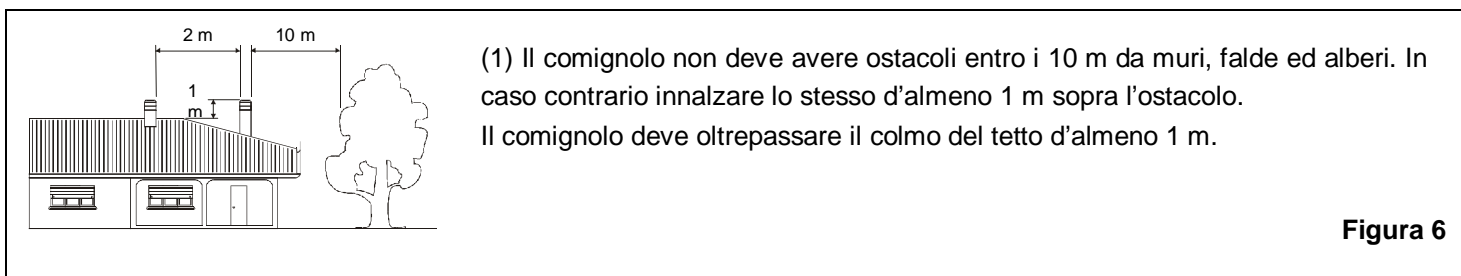 2 m 10 m
1
m
(1) Il comignolo non deve avere ostacoli entro i 10 m da muri, falde ed alberi. In
caso contrario innalzare lo stesso d’almeno 1 m sopra l’ostacolo.
Il comignolo deve oltrepassare il colmo del tetto d’almeno 1 m.
Figura 6